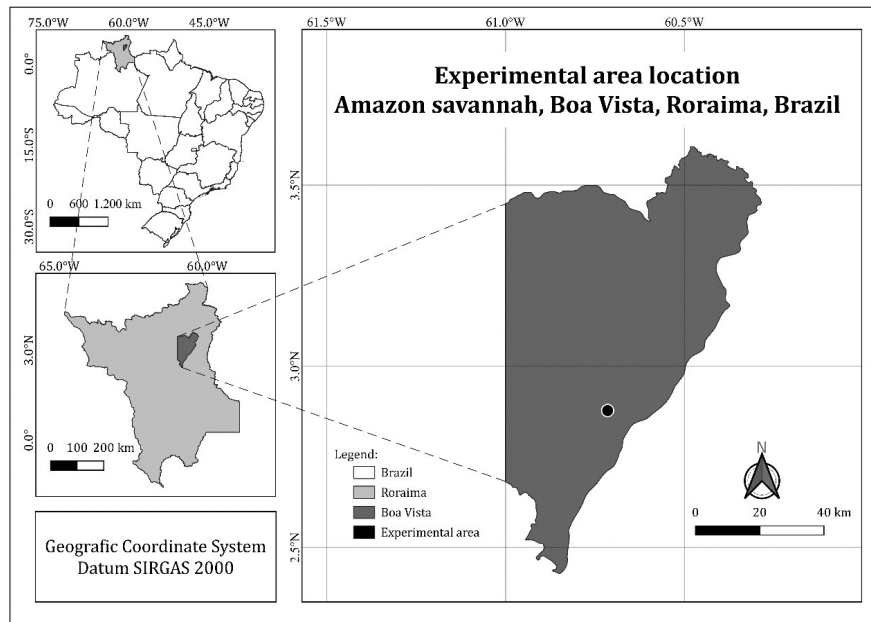 75.0°W 60.0°W 45.0°W
0.0°
15.0°S
30.0°S
0 600 1.200 km
65.0°W 60.0°W
3.0°N
0.0°
0 100 200 km
Geografic Coordinate System
Datum SIRGAS 2000
61.5°W 61.0°W 60.5°W
Experimental area location
Amazon savannah, Boa Vista, Roraima, Brazil
3.5°N
3.0°N
2.5°N
Legend:
Brazil
Roraima
Boa Vista
Experimental area
N
0 20 40 km